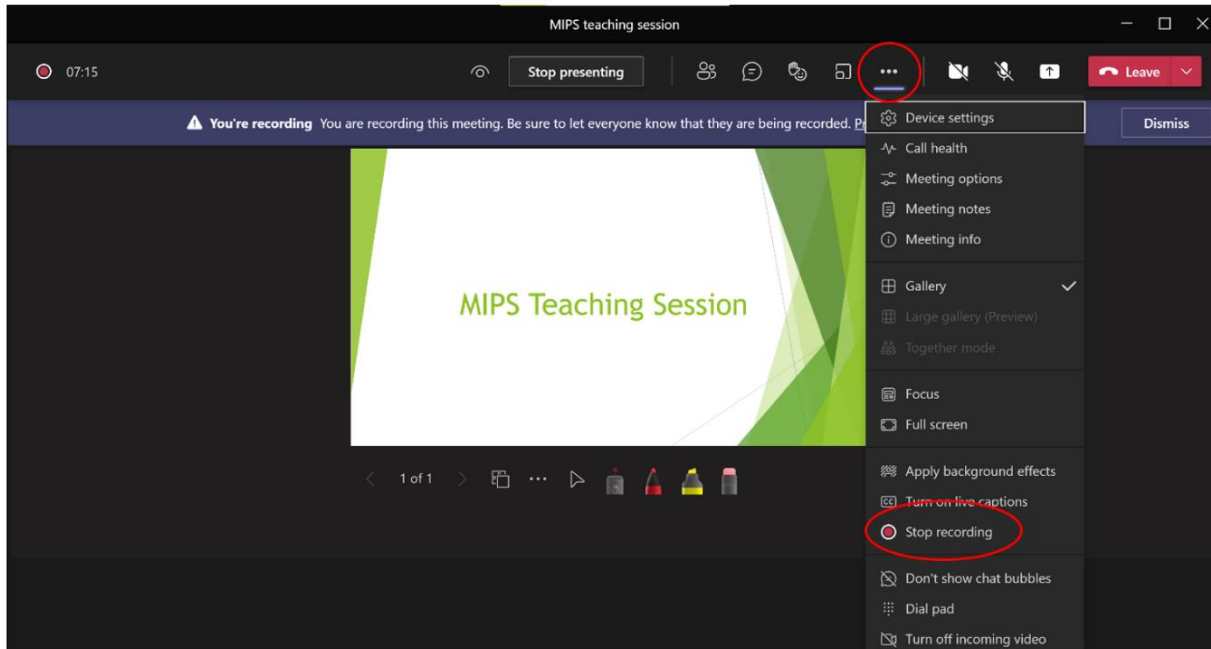 MIPS teaching session
07:15
Stop presenting
Leave
You're recording You are recording this meeting. Be sure to let everyone know that they are being recorded.
Dismiss
Device settings
Call health
Meeting options
Meeting notes
Meeting info
Gallery
Large gallery (Preview)
Together mode
Focus
Full screen
Apply background effects
CC Turn on live captions
Stop recording
Don't show chat bubbles
Dial pad
Turn off incoming video
MIPS Teaching Session
1 of 1